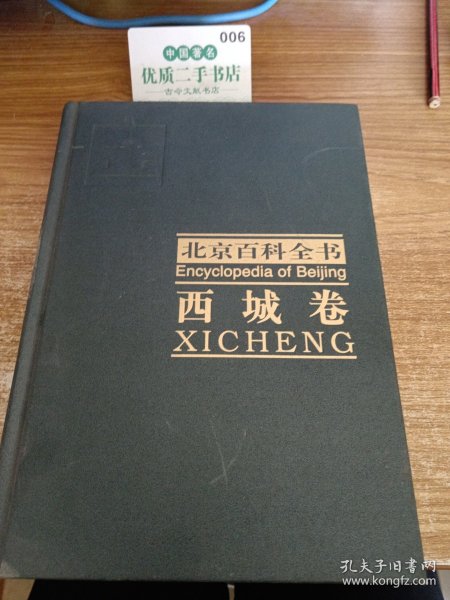 006
中国著名
优质二手书店
古今文献书店
北京百科全书
Encyclopedia of Beijing
西城卷
XICHENG
孔夫子旧书网
www.kongfz.com